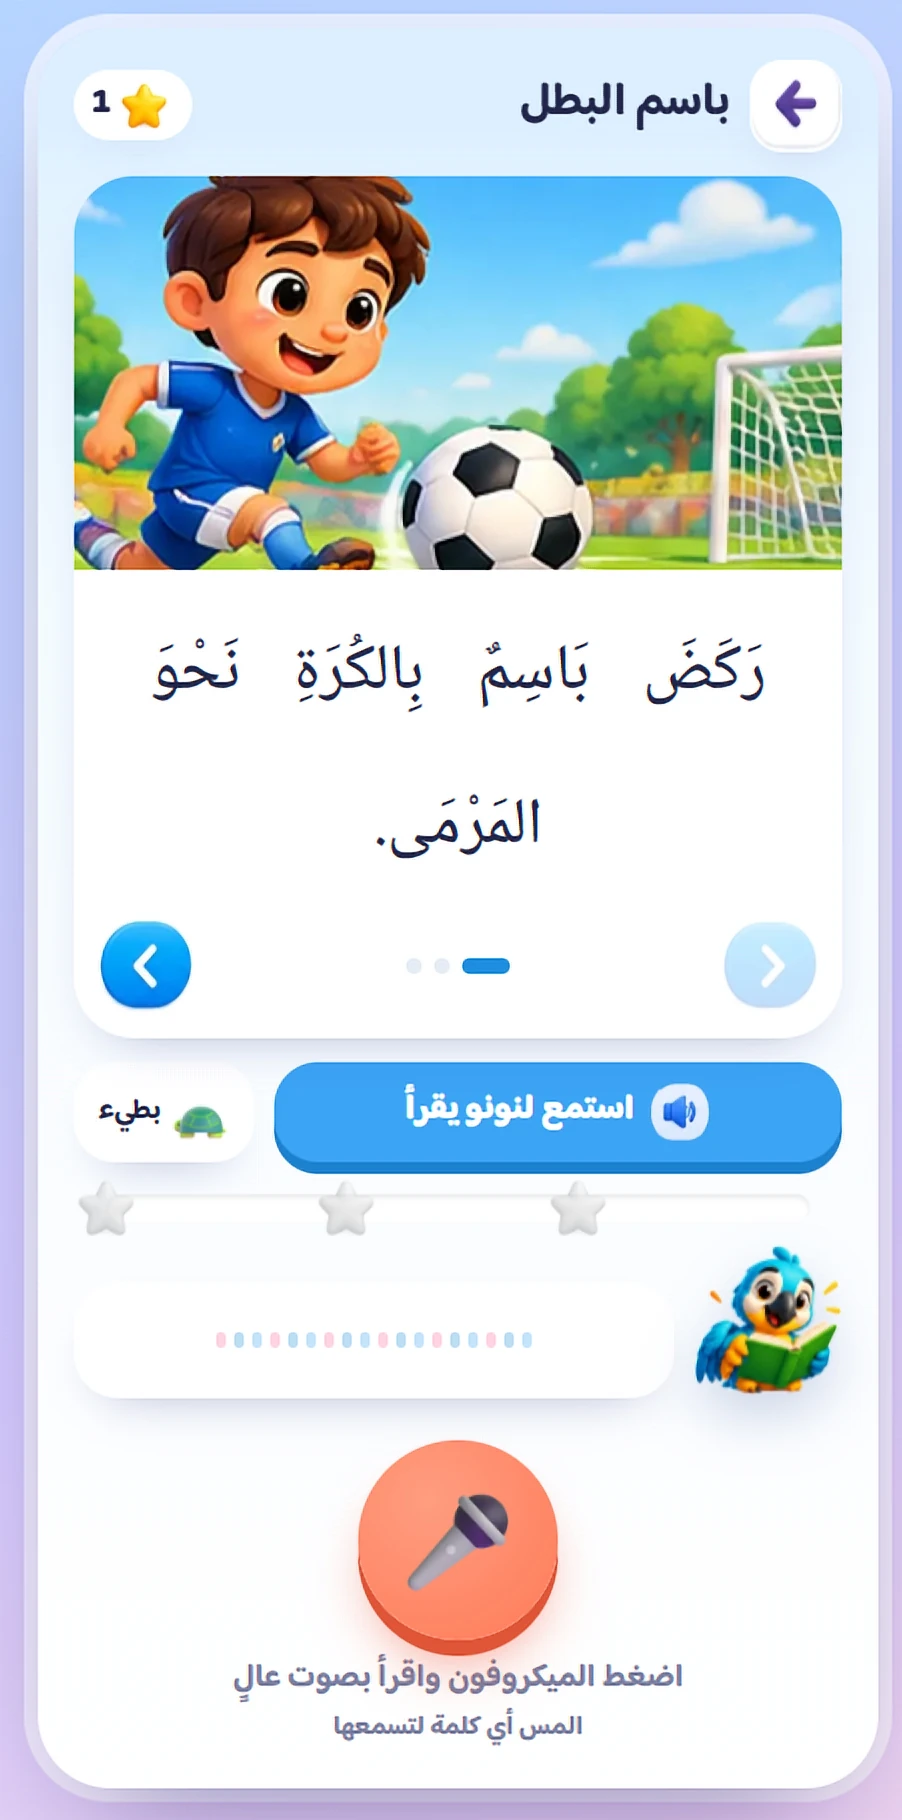 باسم البطل
1
رَكَضَ بَاسِمٌ بِالكُرَةِ نَحْوَ
المَرْمَى.
استمع لنونو يقرأ
بطيء
اضغط الميكروفون واقرأ بصوت عالٍ
المس أي كلمة لتسمعها